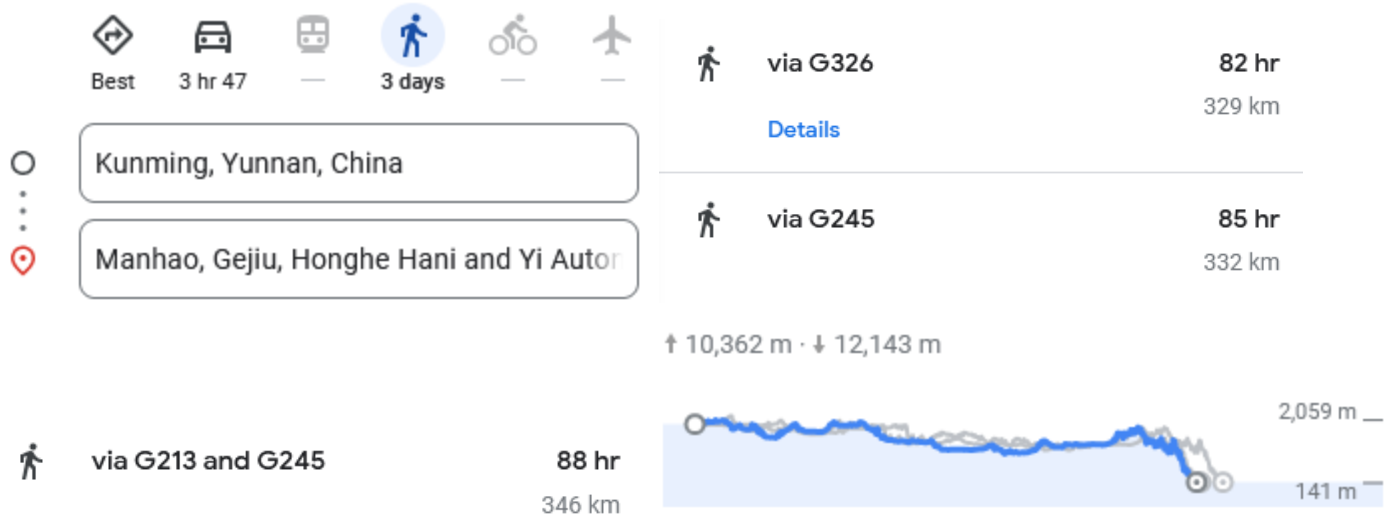 Best
3 hr 47
—
3 days
—
—
Kunming, Yunnan, China
Manhao, Gejiu, Honghe Hani and Yi Autor
via G213 and G245
88 hr
346 km
via G326
82 hr
329 km
Details
via G245
85 hr
332 km
↑ 10,362 m · ↓ 12,143 m
2,059 m
141 m